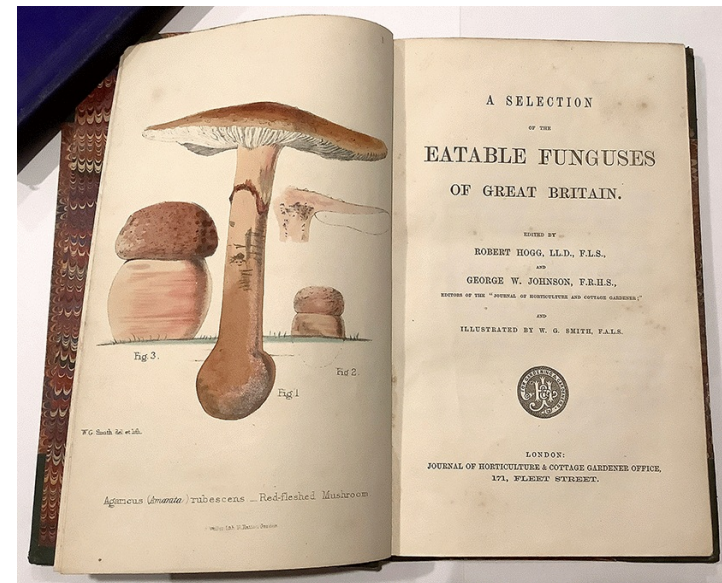 Fig. 3.
Fig. 2.
Fig. 1
W.G. Smith del et lith.
Agaricus (Amanita) rubescens _ Red-fleshed Mushroom
A SELECTION
OF THE
EATABLE FUNGUSES
OF GREAT BRITAIN.
EDITED BY
ROBERT HOGG, LL.D., F.L.S.,
AND
GEORGE W. JOHNSON, F.R.H.S.,
EDITORS OF THE "JOURNAL OF HORTICULTURE AND COTTAGE GARDENER;"
AND
ILLUSTRATED BY W. G. SMITH, F.A.L.S.
LONDON:
JOURNAL OF HORTICULTURE & COTTAGE GARDENER OFFICE,
171, FLEET STREET.